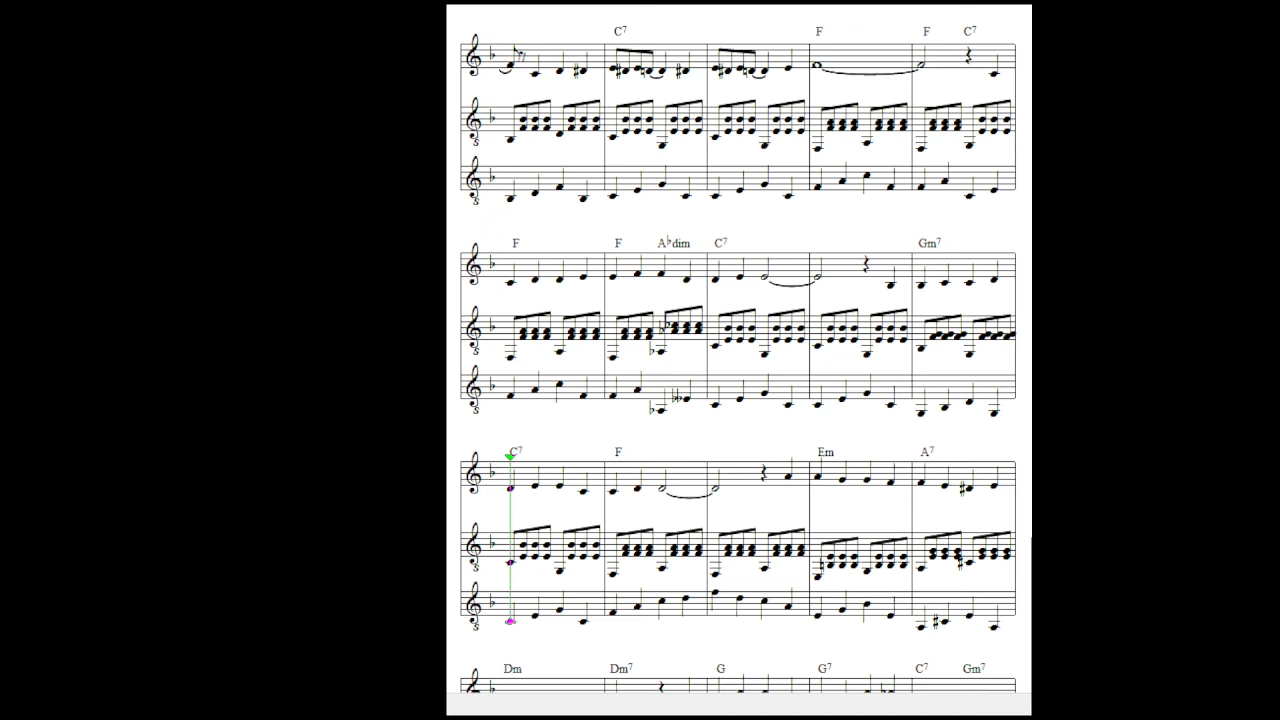 C7 F F C7
F F A♭dim C7 Gm7
C7 F Em A7
Dm Dm7 G G7 C7 Gm7